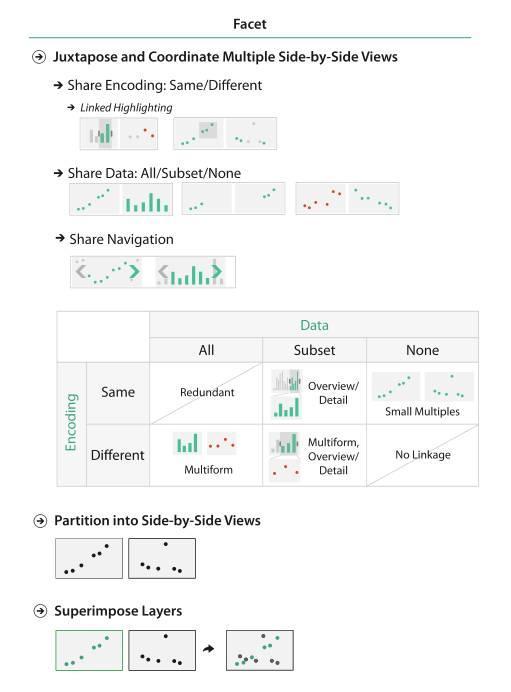 Facet
Juxtapose and Coordinate Multiple Side-by-Side Views
Share Encoding: Same/Different
Linked Highlighting
Share Data: All/Subset/None
Share Navigation
Data
All
Subset
None
Encoding
Same
Redundant
Overview/
Detail
Small Multiples
Different
Multiform
Multiform,
Overview/
Detail
No Linkage
Partition into Side-by-Side Views
Superimpose Layers